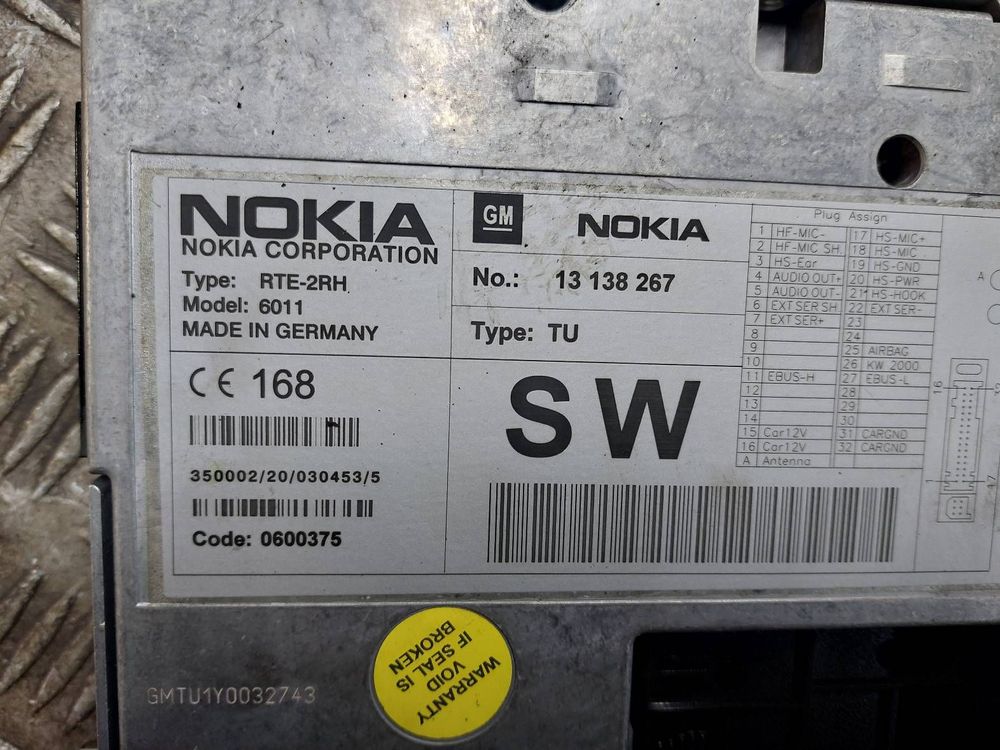 NOKIA
NOKIA CORPORATION
Type: RTE-2RH
Model: 6011
MADE IN GERMANY
CE 168
350002/20/030453/5
Code: 0600375
GM NOKIA
No.: 13 138 267
Type: TU
SW
Plug Assign
1 HF-MIC- 17 HS-MIC+
2 HF-MIC SH 18 HS-MIC
3 HS-Ear 19 HS-GND
4 AUDIO OUT+ 20 HS-PWR
5 AUDIO OUT- 21 HS-HOOK
6 EXT SER SH 22 EXT SER-
7 EXT SER+ 23
8 24
9 25 AIRBAG
10 26 KW 2000
11 EBUS-H 27 EBUS-L
12 28
13 29
14 30
15 Car12V 31 CARGND
16 Car12V 32 CARGND
A Antenna
A
16
1
17
WARRANTY
VOID
IF SEAL IS
BROKEN
GMTU1Y0032743